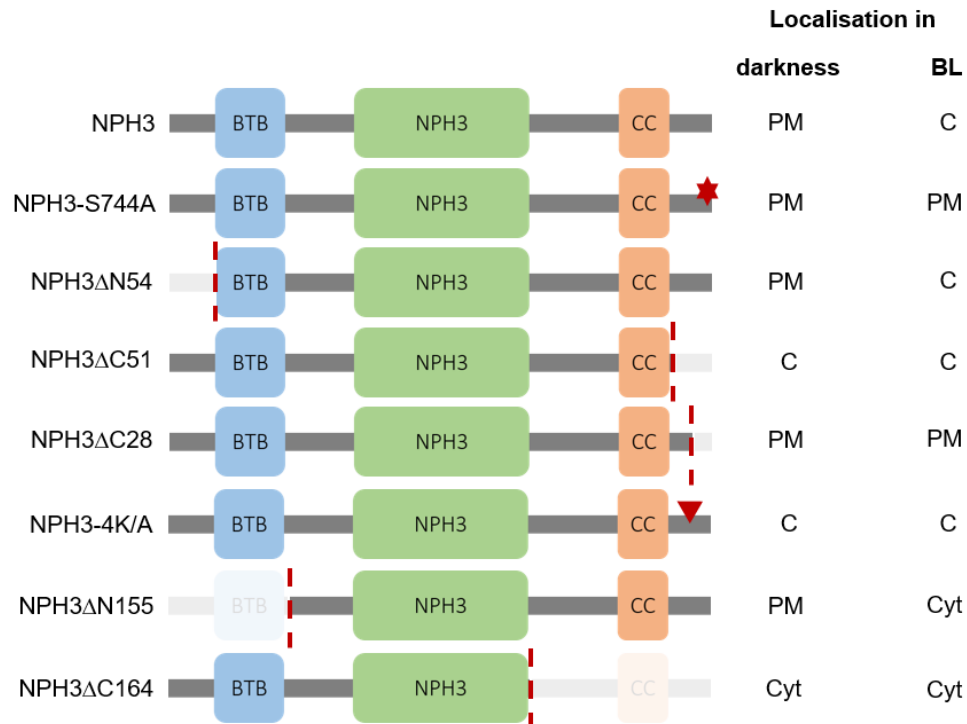 Localisation in
darkness BL
NPH3 BTB NPH3 CC PM C
NPH3-S744A BTB NPH3 CC PM PM
NPH3ΔN54 BTB NPH3 CC PM C
NPH3ΔC51 BTB NPH3 CC C C
NPH3ΔC28 BTB NPH3 CC PM PM
NPH3-4K/A BTB NPH3 CC C C
NPH3ΔN155 BTB NPH3 CC PM Cyt
NPH3ΔC164 BTB NPH3 CC Cyt Cyt